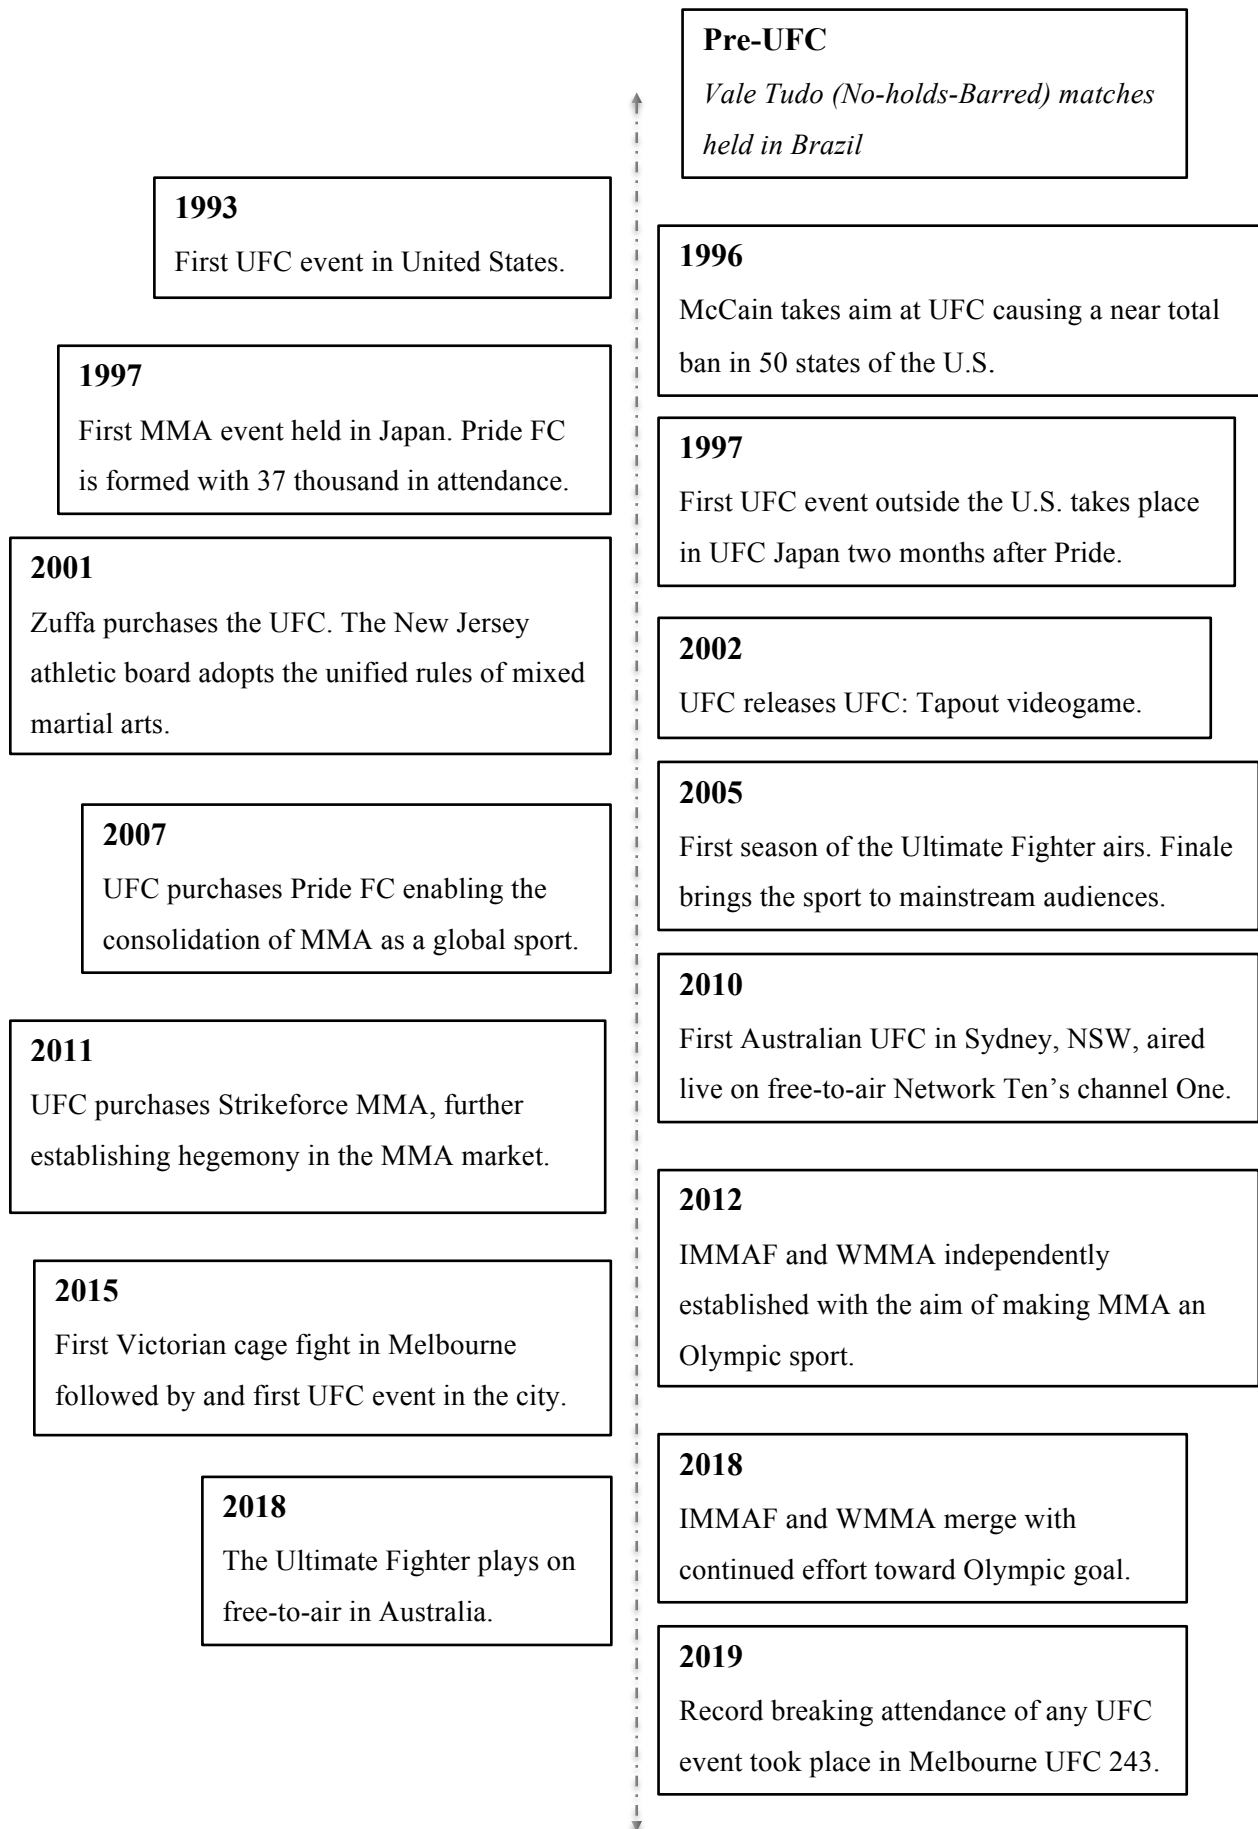 Pre-UFC
Vale Tudo (No-holds-Barred) matches
held in Brazil
1993
First UFC event in United States.
1996
McCain takes aim at UFC causing a near total
ban in 50 states of the U.S.
1997
First MMA event held in Japan. Pride FC
is formed with 37 thousand in attendance.
1997
First UFC event outside the U.S. takes place
in UFC Japan two months after Pride.
2001
Zuffa purchases the UFC. The New Jersey
athletic board adopts the unified rules of mixed
martial arts.
2002
UFC releases UFC: Tapout videogame.
2005
First season of the Ultimate Fighter airs. Finale
brings the sport to mainstream audiences.
2007
UFC purchases Pride FC enabling the
consolidation of MMA as a global sport.
2010
First Australian UFC in Sydney, NSW, aired
live on free-to-air Network Ten’s channel One.
2011
UFC purchases Strikeforce MMA, further
establishing hegemony in the MMA market.
2012
IMMAF and WMMA independently
established with the aim of making MMA an
Olympic sport.
2015
First Victorian cage fight in Melbourne
followed by and first UFC event in the city.
2018
IMMAF and WMMA merge with
continued effort toward Olympic goal.
2018
The Ultimate Fighter plays on
free-to-air in Australia.
2019
Record breaking attendance of any UFC
event took place in Melbourne UFC 243.